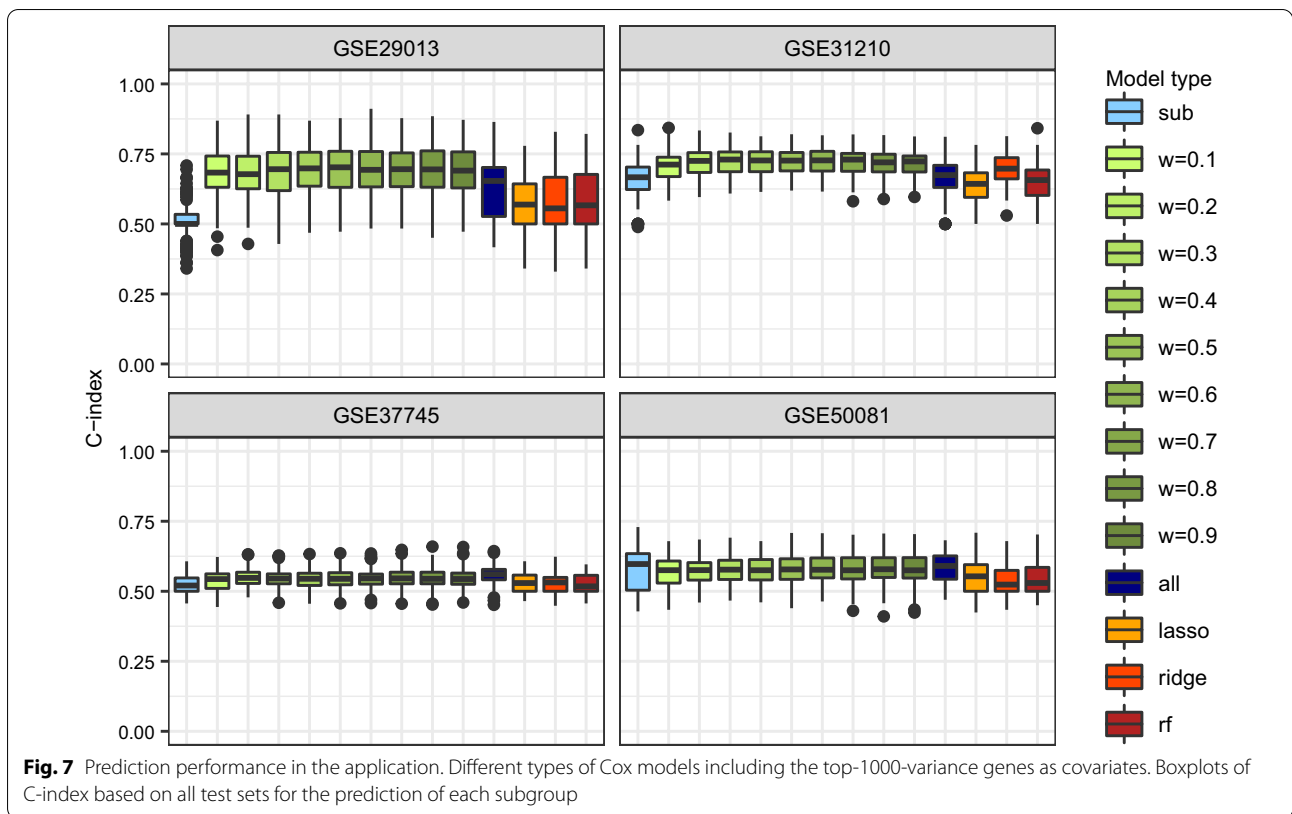 GSE29013
GSE31210
1.00
0.75
0.50
0.25
0.00
GSE37745
GSE50081
1.00
0.75
0.50
0.25
0.00
C−index
Model type
sub
w=0.1
w=0.2
w=0.3
w=0.4
w=0.5
w=0.6
w=0.7
w=0.8
w=0.9
all
lasso
ridge
rf
Fig. 7 Prediction performance in the application. Different types of Cox models including the top-1000-variance genes as covariates. Boxplots of
C-index based on all test sets for the prediction of each subgroup